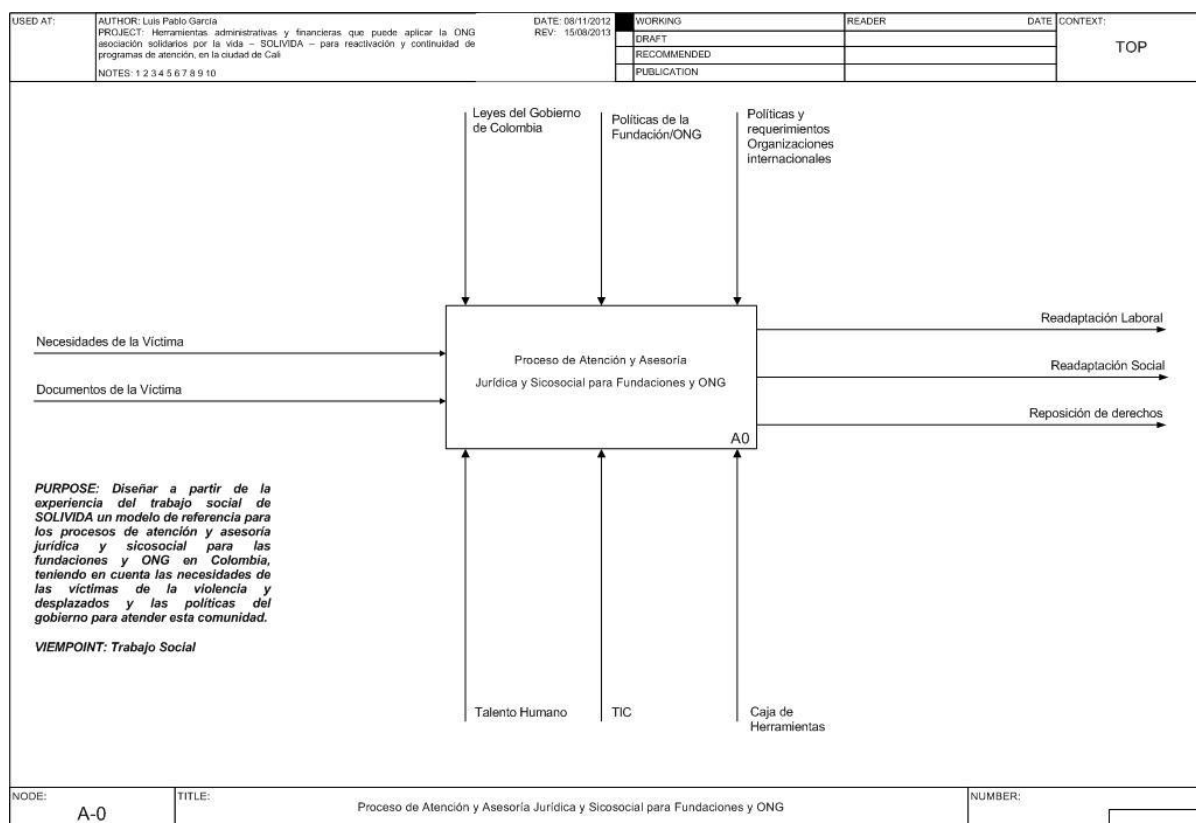 USED AT:
AUTHOR: Luis Pablo García
PROJECT: Herramientas administrativas y financieras que puede aplicar la ONG
asociación solidarios por la vida – SOLIVIDA – para reactivación y continuidad de
programas de atención, en la ciudad de Cali
NOTES: 1 2 3 4 5 6 7 8 9 10
DATE: 08/11/2012
REV: 15/08/2013
WORKING
DRAFT
RECOMMENDED
PUBLICATION
READER
DATE
CONTEXT:
TOP
Leyes del Gobierno
de Colombia
Políticas de la
Fundación/ONG
Políticas y
requerimientos
Organizaciones
internacionales
Necesidades de la Víctima
Documentos de la Víctima
Proceso de Atención y Asesoría
Jurídica y Sicosocial para Fundaciones y ONG
A0
Readaptación Laboral
Readaptación Social
Reposición de derechos
PURPOSE: Diseñar a partir de la
experiencia del trabajo social de
SOLIVIDA un modelo de referencia para
los procesos de atención y asesoría
jurídica y sicosocial para las
fundaciones y ONG en Colombia,
teniendo en cuenta las necesidades de
las víctimas de la violencia y
desplazados y las políticas del
gobierno para atender esta comunidad.
VIEMPOINT: Trabajo Social
Talento Humano
TIC
Caja de
Herramientas
NODE:
A-0
TITLE:
Proceso de Atención y Asesoría Jurídica y Sicosocial para Fundaciones y ONG
NUMBER: